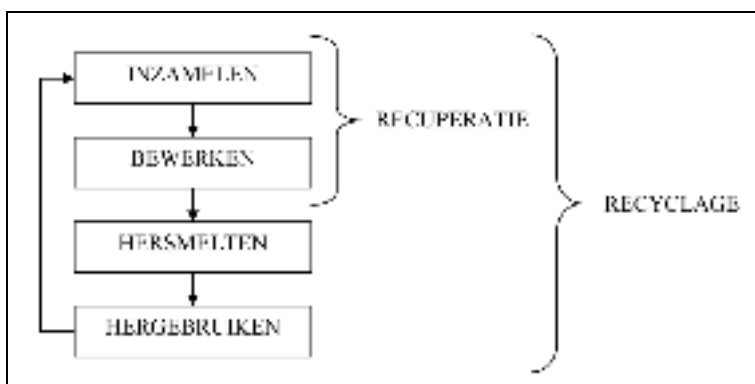 INZAMELEN
RECUPERATIE
BEWERKEN
RECYCLAGE
HERSMELTEN
HERGEBRUIKEN